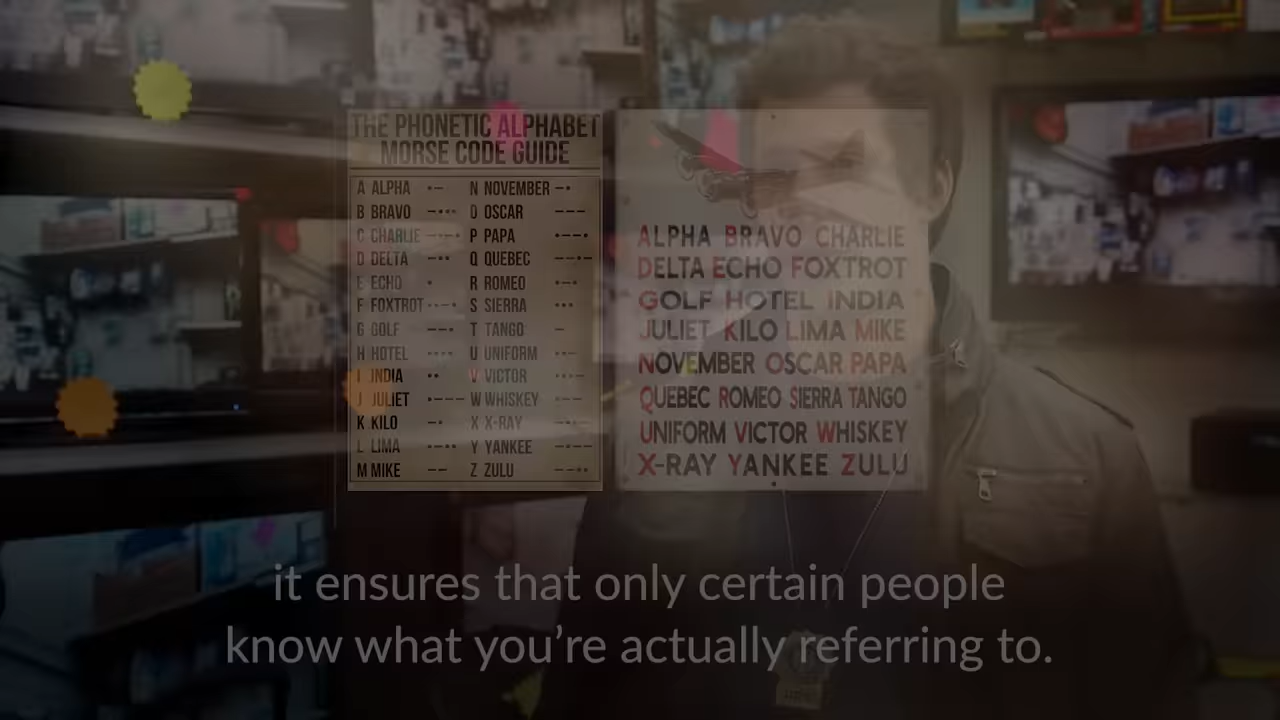 THE PHONETIC ALPHABET
MORSE CODE GUIDE
A ALPHA •–
B BRAVO –•••
C CHARLIE –•–•
D DELTA –••
E ECHO •
F FOXTROT ••–•
G GOLF ––•
H HOTEL ••••
I INDIA ••
J JULIET •–––
K KILO –•
L LIMA •–••
M MIKE ––
N NOVEMBER –•
O OSCAR –––
P PAPA •––•
Q QUEBEC ––•–
R ROMEO •–•
S SIERRA •••
T TANGO –
U UNIFORM ••–
V VICTOR •••–
W WHISKEY •––
X X-RAY –••–
Y YANKEE –•––
Z ZULU ––••
ALPHA BRAVO CHARLIE
DELTA ECHO FOXTROT
GOLF HOTEL INDIA
JULIET KILO LIMA MIKE
NOVEMBER OSCAR PAPA
QUEBEC ROMEO SIERRA TANGO
UNIFORM VICTOR WHISKEY
X-RAY YANKEE ZULU
it ensures that only certain people
know what you’re actually referring to.